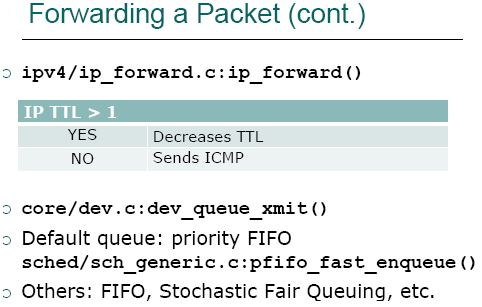 Forwarding a Packet (cont.)
ipv4/ip_forward.c:ip_forward()
IP TTL > 1
YES Decreases TTL
NO Sends ICMP
core/dev.c:dev_queue_xmit()
Default queue: priority FIFO
sched/sch_generic.c:pfifo_fast_enqueue()
Others: FIFO, Stochastic Fair Queuing, etc.